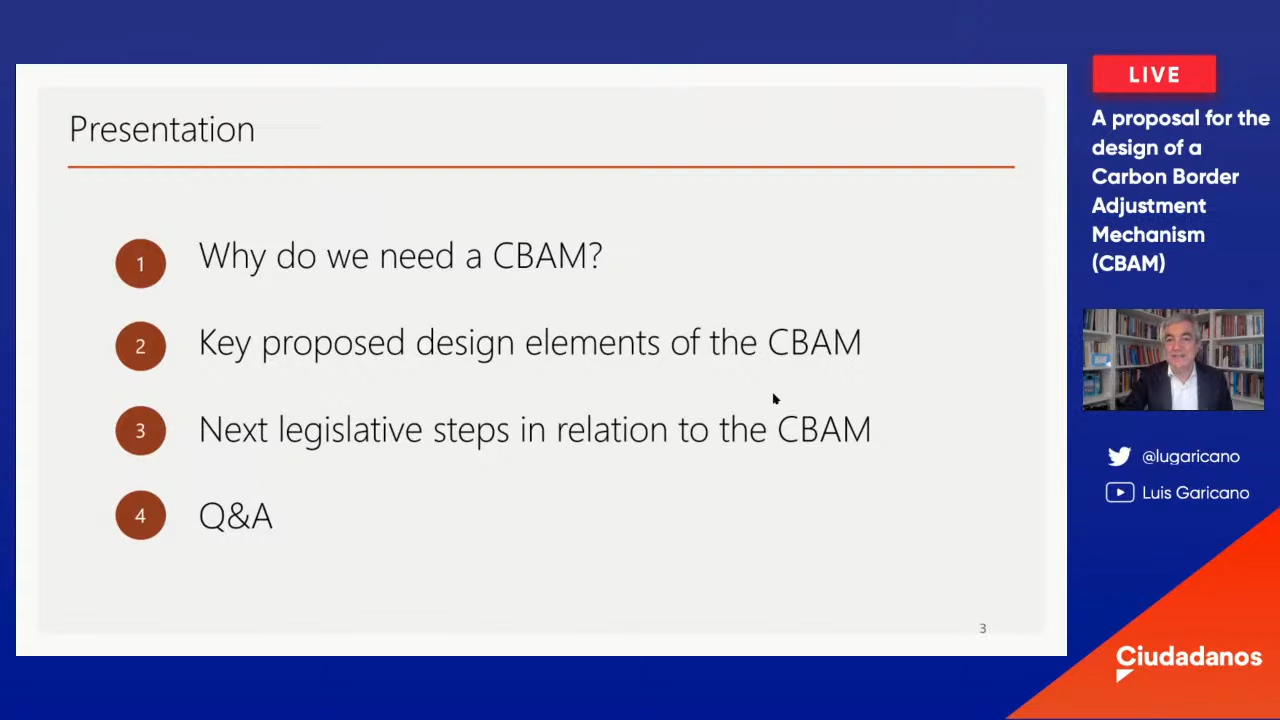 Presentation
1 Why do we need a CBAM?
2 Key proposed design elements of the CBAM
3 Next legislative steps in relation to the CBAM
4 Q&A
3
LIVE
A proposal for the
design of a
Carbon Border
Adjustment
Mechanism
(CBAM)
@lugaricano
Luis Garicano
Ciudadanos